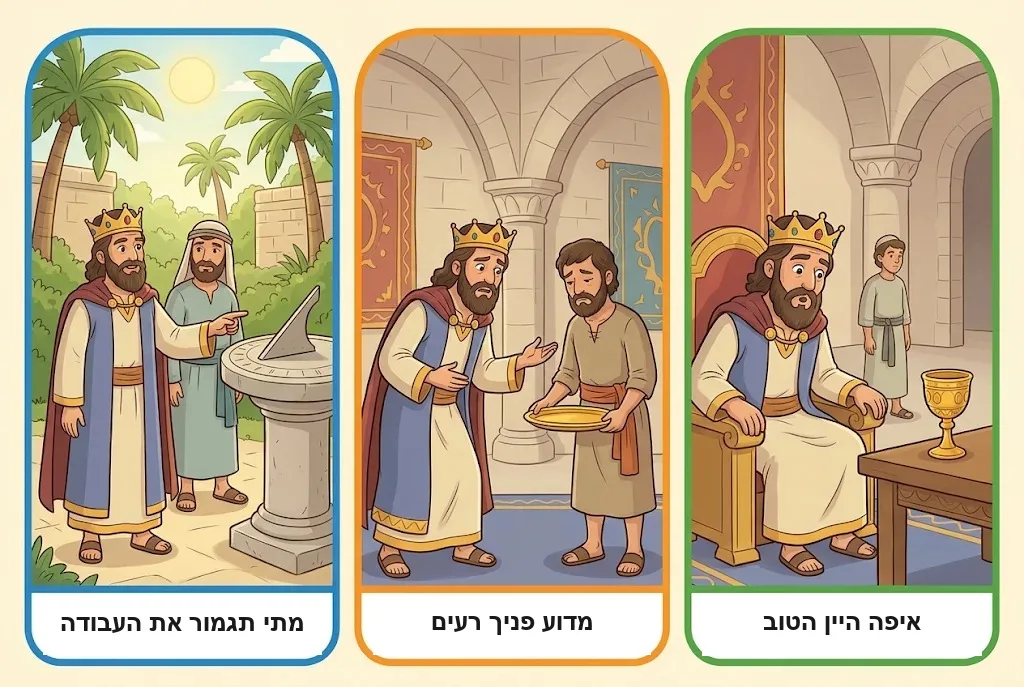 איפה היין הטוב
מדוע פניך רעים
מתי תגמור את העבודה